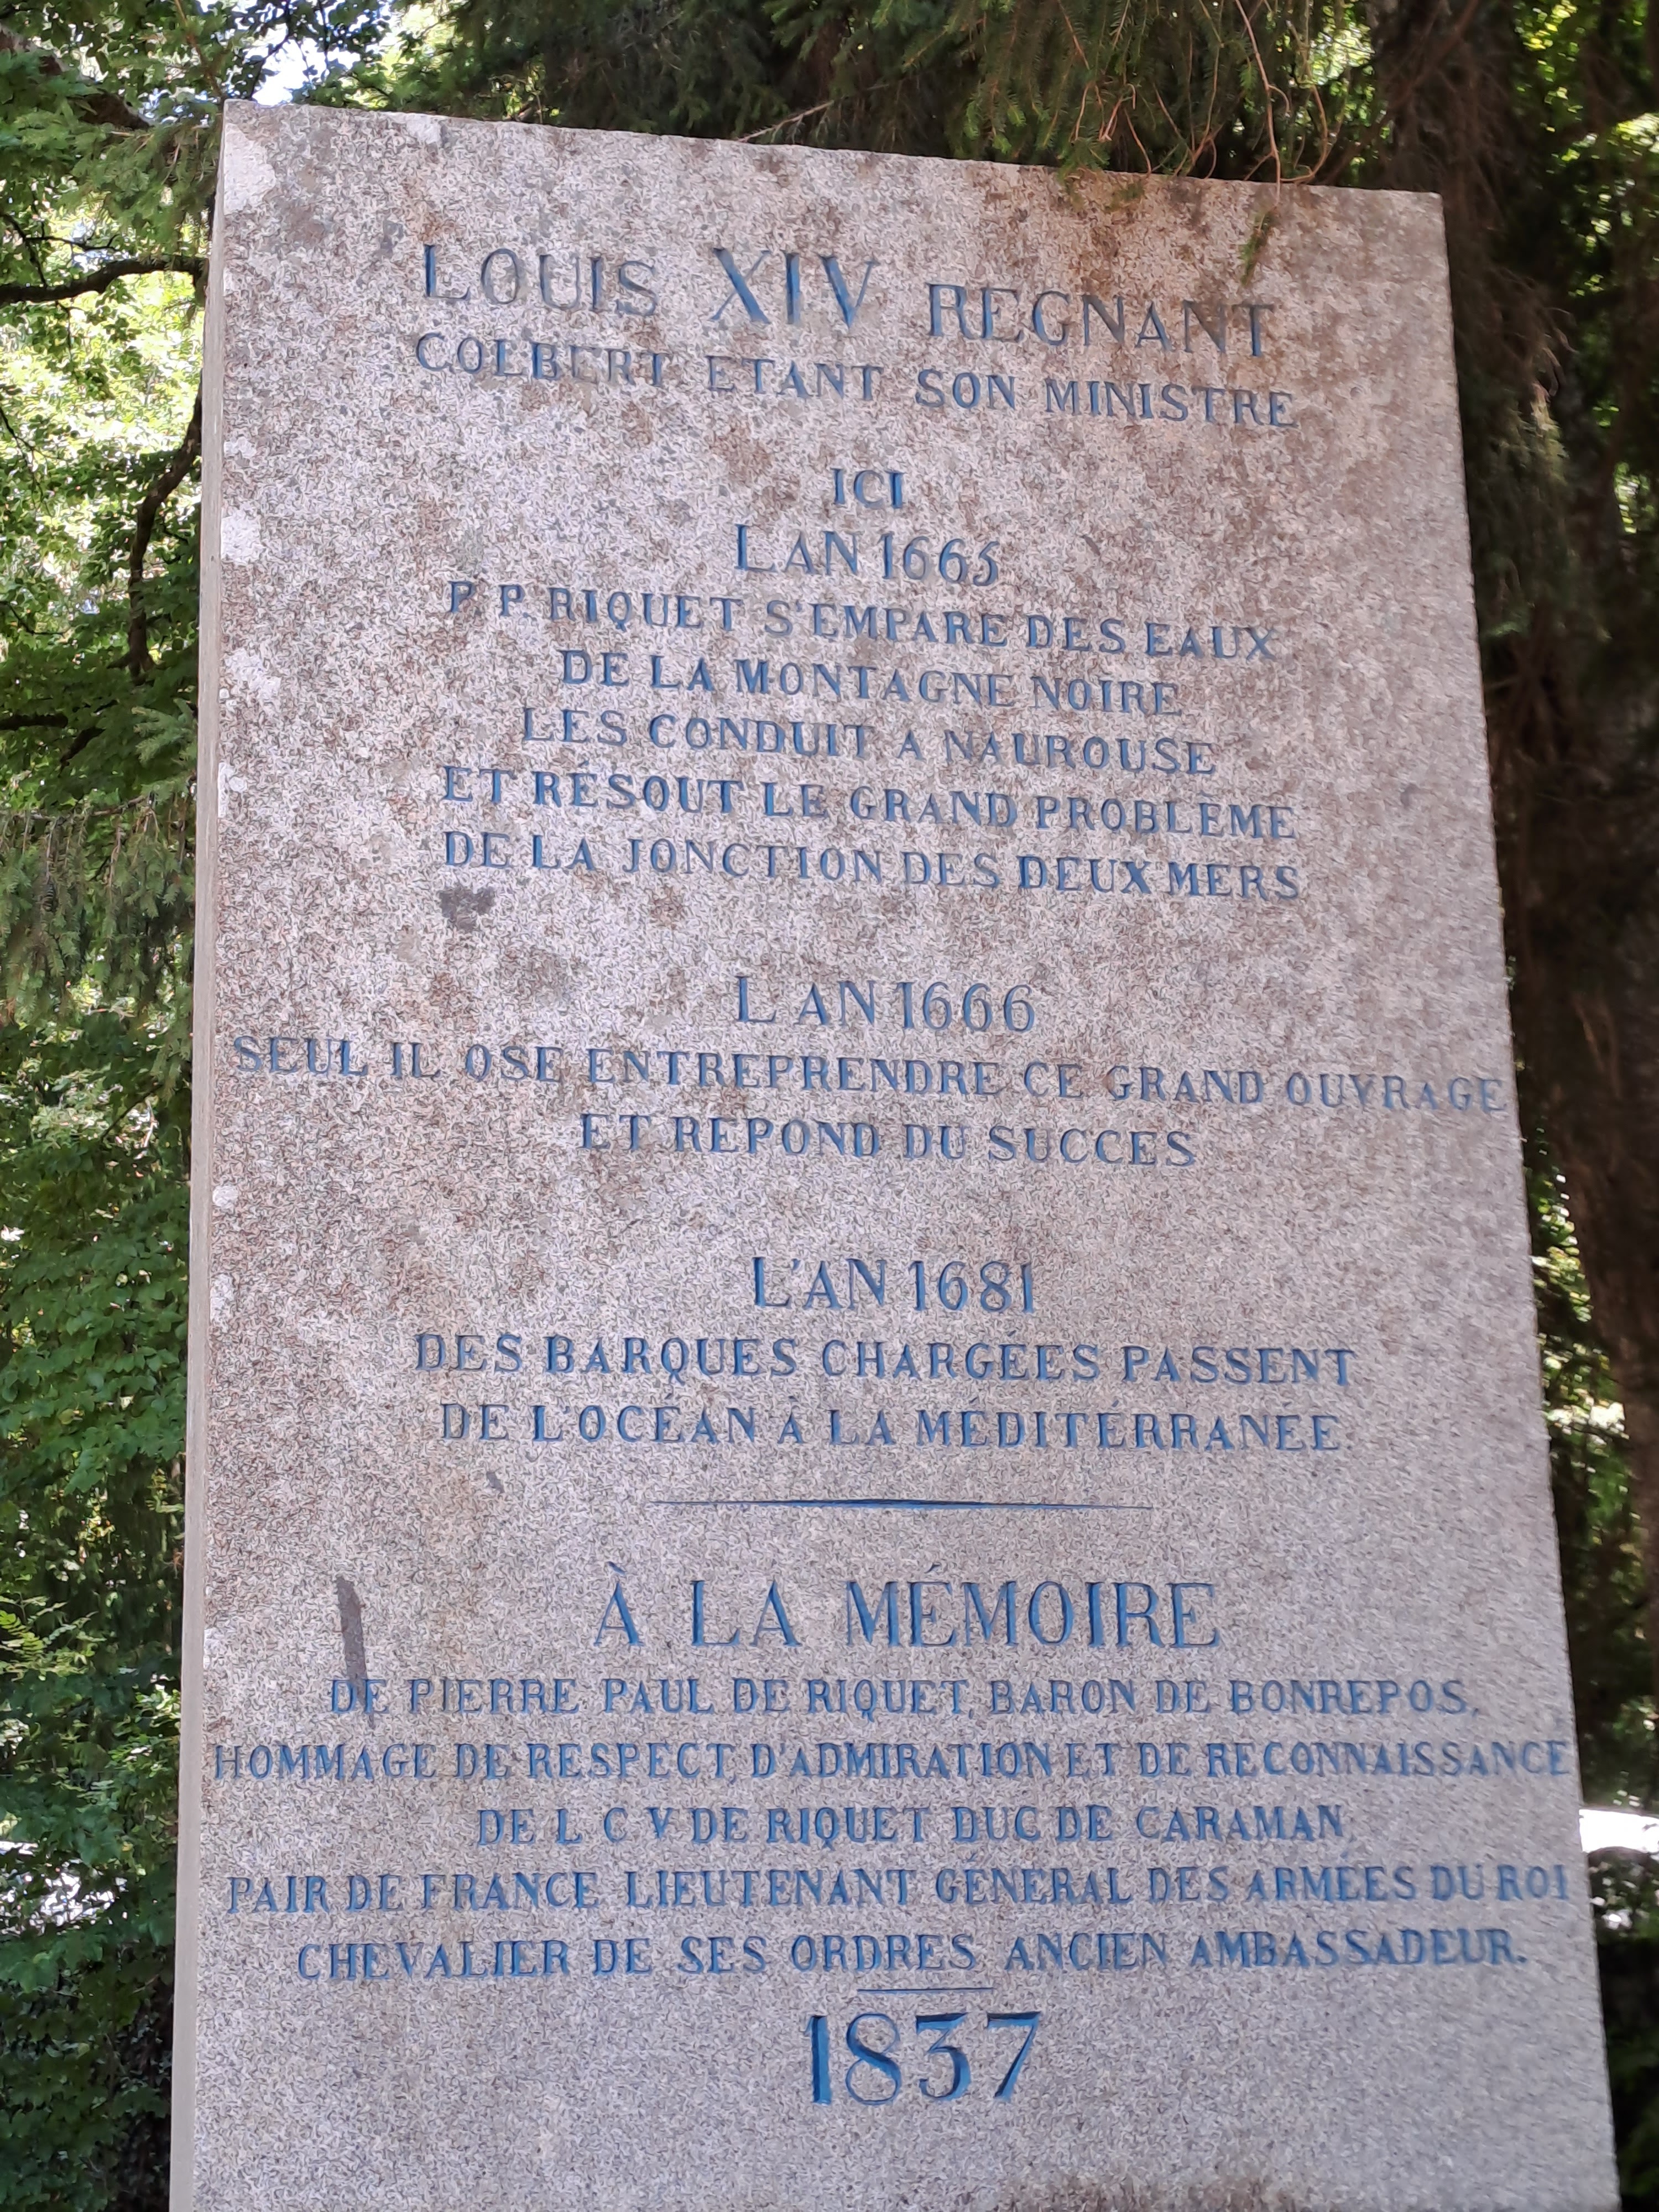 LOUIS XIV REGNANT
COLBERT ETANT SON MINISTRE
ICI
L AN 1665
P. P. RIQUET S'EMPARE DES EAUX
DE LA MONTAGNE NOIRE
LES CONDUIT A NAUROUSE
ET RÉSOUT LE GRAND PROBLÈME
DE LA JONCTION DES DEUX MERS
L AN 1666
SEUL IL OSE ENTREPRENDRE CE GRAND OUVRAGE
ET REPOND DU SUCCES
L'AN 1681
DES BARQUES CHARGÉES PASSENT
DE L'OCÉAN À LA MÉDITÉRRANÉE.
À LA MÉMOIRE
DE PIERRE PAUL DE RIQUET, BARON DE BONREPOS,
HOMMAGE DE RESPECT, D'ADMIRATION ET DE RECONNAISSANCE
DE L C V DE RIQUET DUC DE CARAMAN,
PAIR DE FRANCE LIEUTENANT GÉNÉRAL DES ARMÉES DU ROI
CHEVALIER DE SES ORDRES ANCIEN AMBASSADEUR.
1837